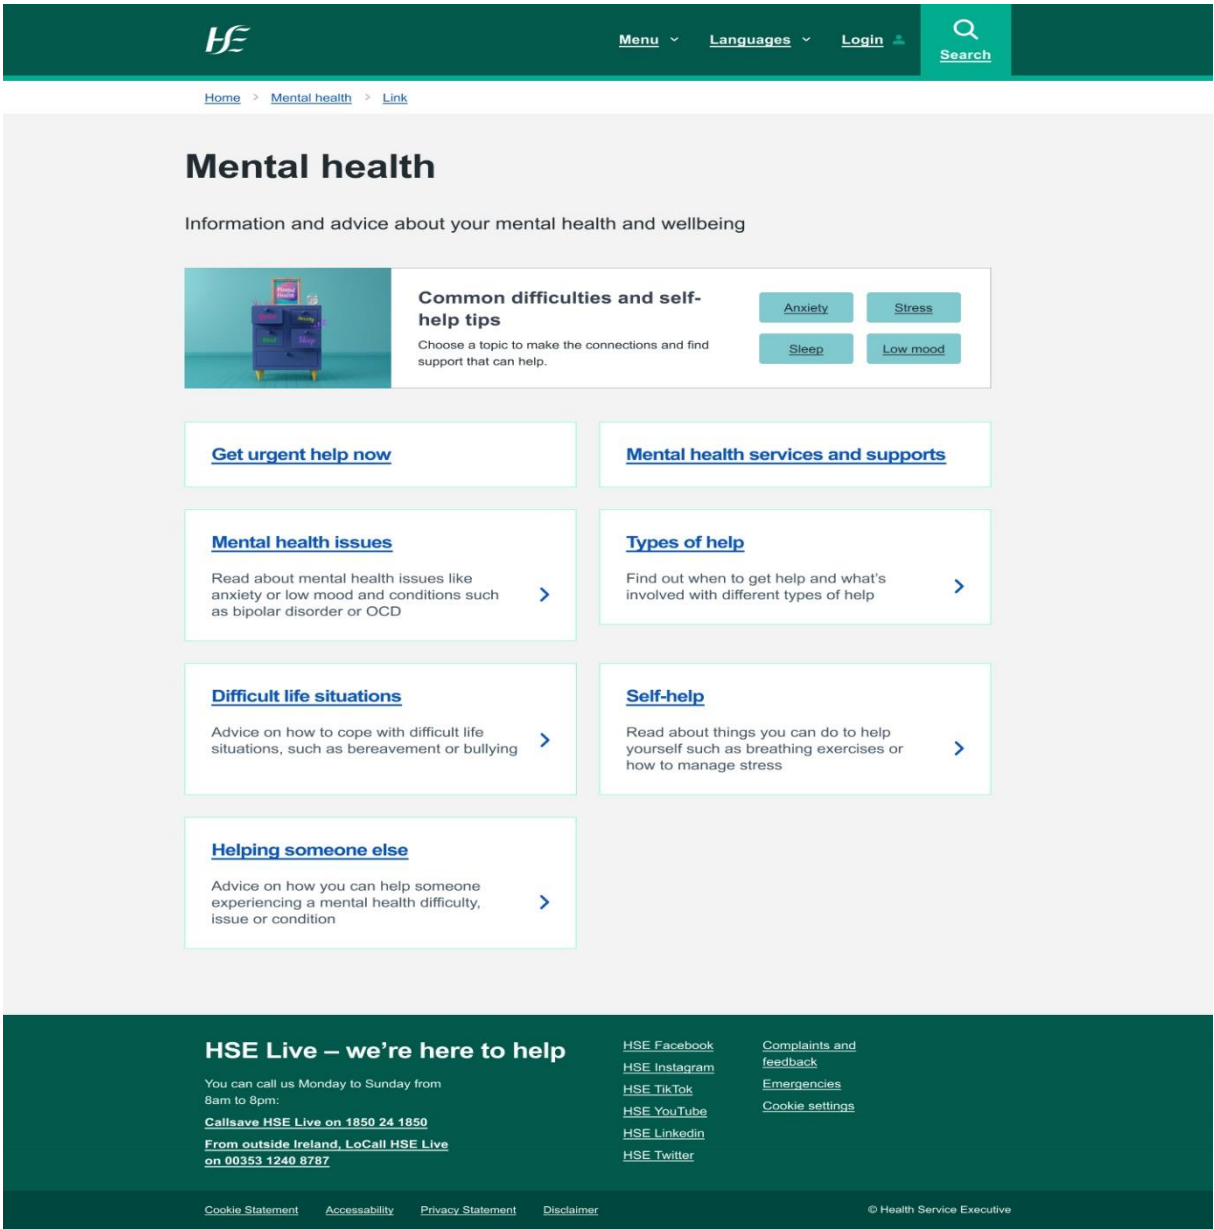 HSE
Menu
Languages
Login
Search
Home > Mental health > Link
Mental health
Information and advice about your mental health and wellbeing
Mental
Health
Sleep
Common difficulties and self-
help tips
Choose a topic to make the connections and find
support that can help.
Anxiety
Stress
Sleep
Low mood
Get urgent help now
Mental health services and supports
Mental health issues
Read about mental health issues like
anxiety or low mood and conditions such
as bipolar disorder or OCD
Types of help
Find out when to get help and what's
involved with different types of help
Difficult life situations
Advice on how to cope with difficult life
situations, such as bereavement or bullying
Self-help
Read about things you can do to help
yourself such as breathing exercises or
how to manage stress
Helping someone else
Advice on how you can help someone
experiencing a mental health difficulty,
issue or condition
HSE Live – we're here to help
You can call us Monday to Sunday from
8am to 8pm:
Callsave HSE Live on 1850 24 1850
From outside Ireland, LoCall HSE Live
on 00353 1240 8787
HSE Facebook
HSE Instagram
HSE TikTok
HSE YouTube
HSE Linkedin
HSE Twitter
Complaints and
feedback
Emergencies
Cookie settings
Cookie Statement
Accessability
Privacy Statement
Disclaimer
© Health Service Executive